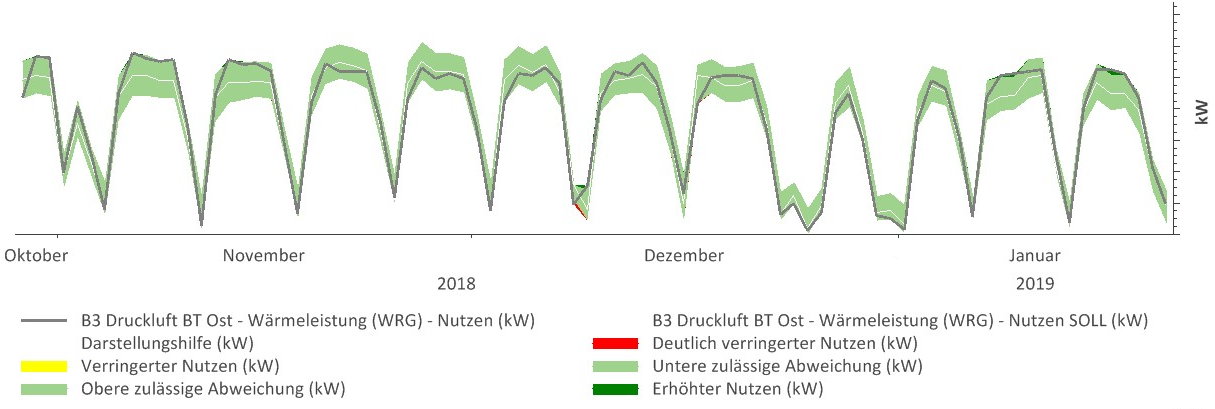 kW
Oktober November Dezember Januar
2018 2019
B3 Druckluft BT Ost - Wärmeleistung (WRG) - Nutzen (kW) B3 Druckluft BT Ost - Wärmeleistung (WRG) - Nutzen SOLL (kW)
Darstellungshilfe (kW) Deutlich verringerter Nutzen (kW)
Verringerter Nutzen (kW) Untere zulässige Abweichung (kW)
Obere zulässige Abweichung (kW) Erhöhter Nutzen (kW)